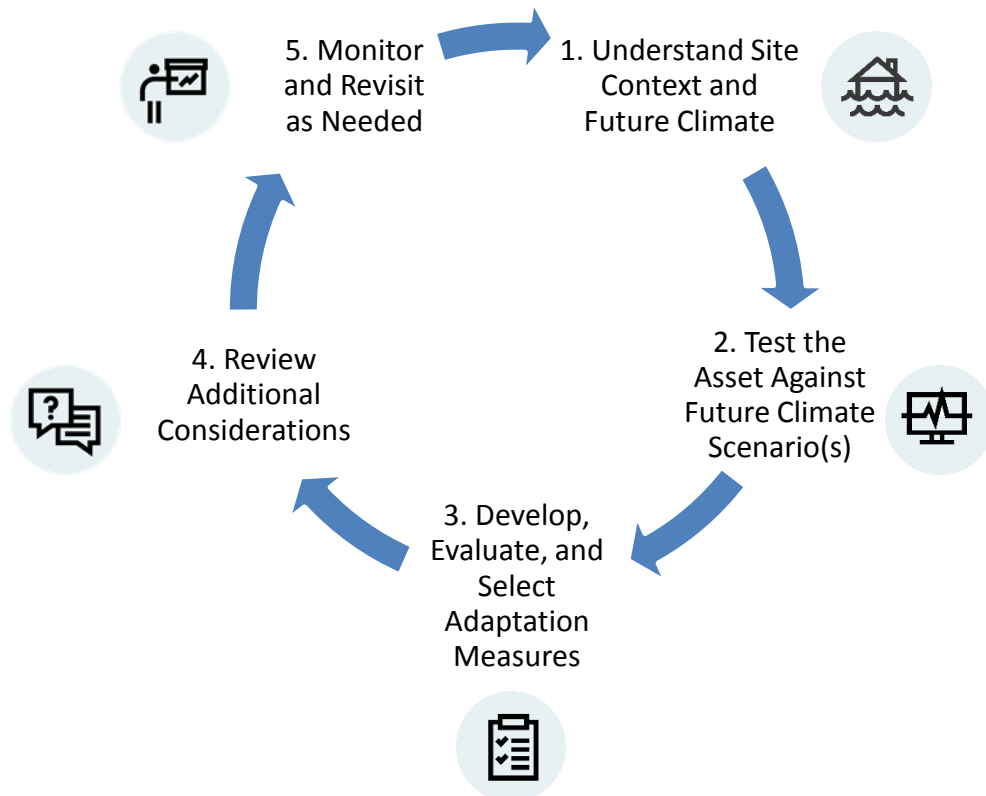 1. Understand Site
Context and
Future Climate
2. Test the
Asset Against
Future Climate
Scenario(s)
3. Develop,
Evaluate, and
Select
Adaptation
Measures
4. Review
Additional
Considerations
5. Monitor
and Revisit
as Needed
?